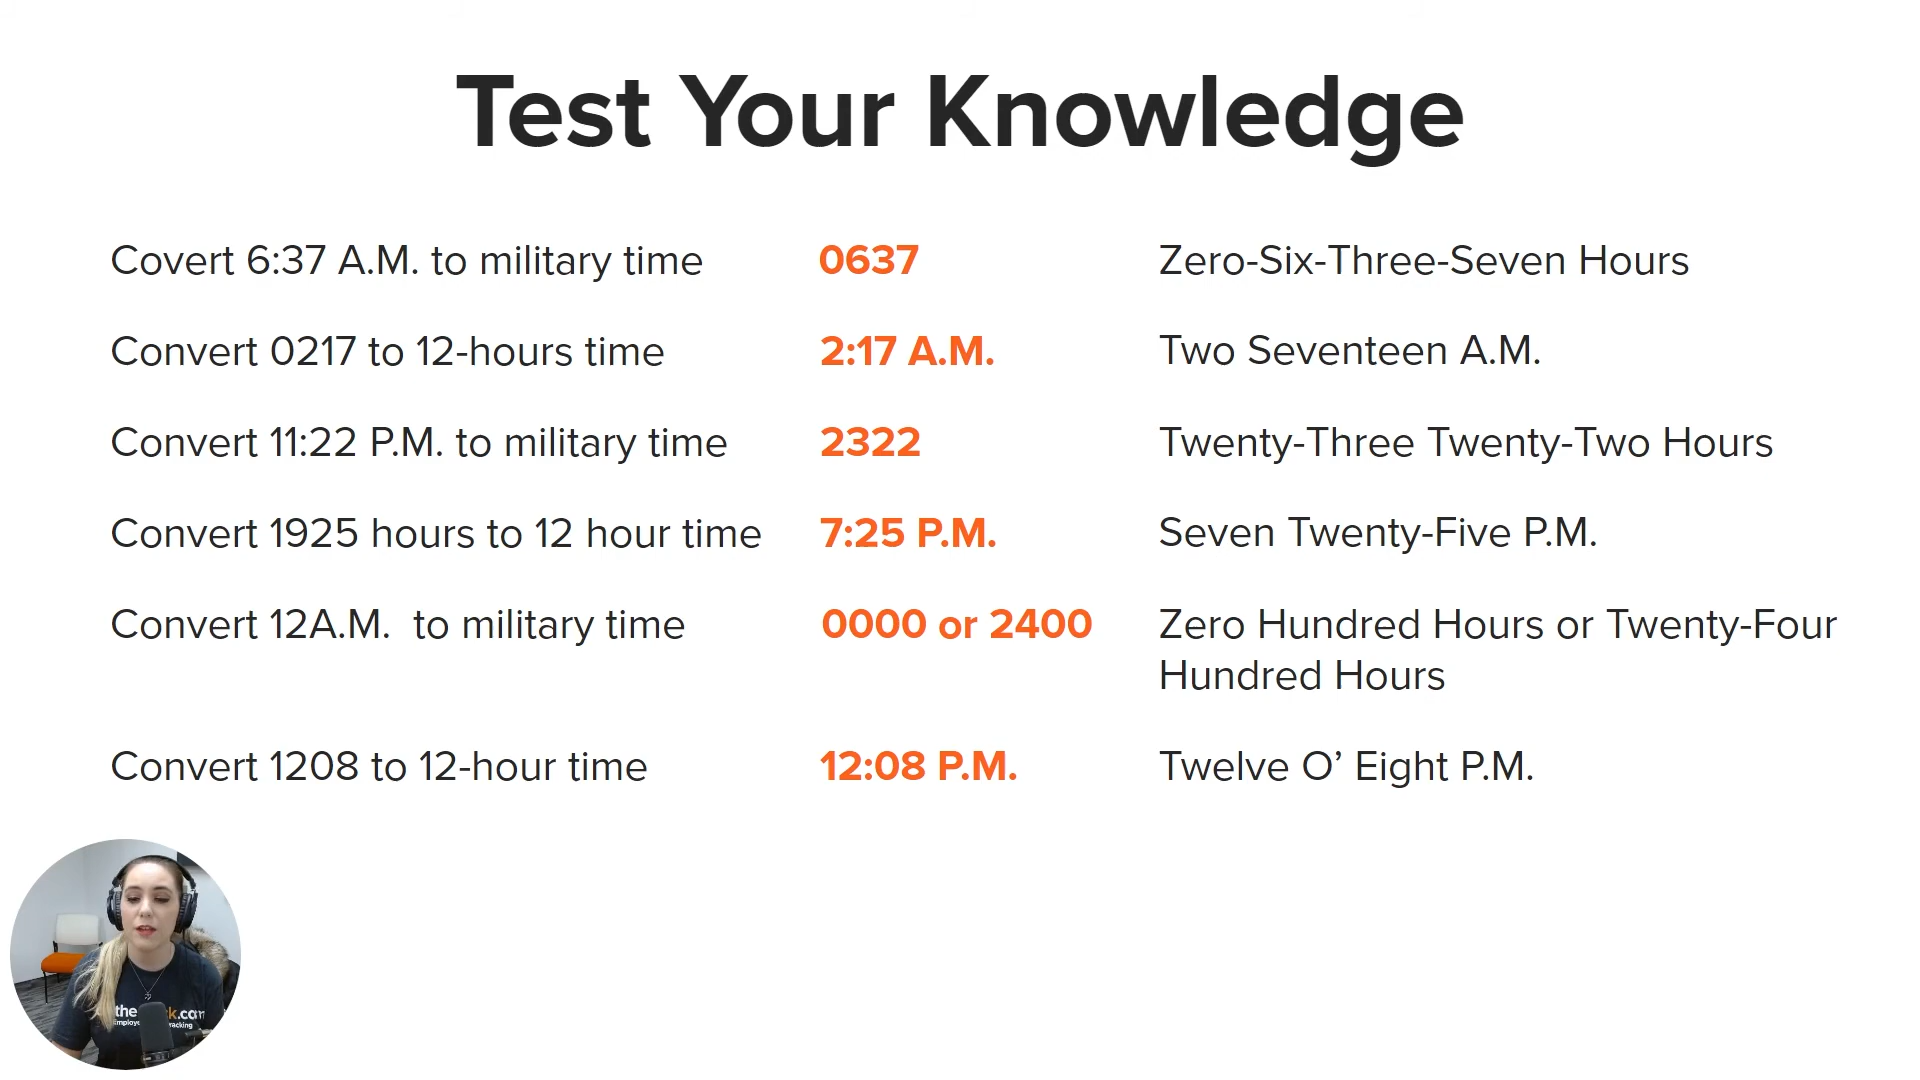 Test Your Knowledge
Covert 6:37 A.M. to military time 0637 Zero-Six-Three-Seven Hours
Convert 0217 to 12-hours time 2:17 A.M. Two Seventeen A.M.
Convert 11:22 P.M. to military time 2322 Twenty-Three Twenty-Two Hours
Convert 1925 hours to 12 hour time 7:25 P.M. Seven Twenty-Five P.M.
Convert 12A.M.  to military time 0000 or 2400 Zero Hundred Hours or Twenty-Four
Hundred Hours
Convert 1208 to 12-hour time 12:08 P.M. Twelve O’ Eight P.M.
the